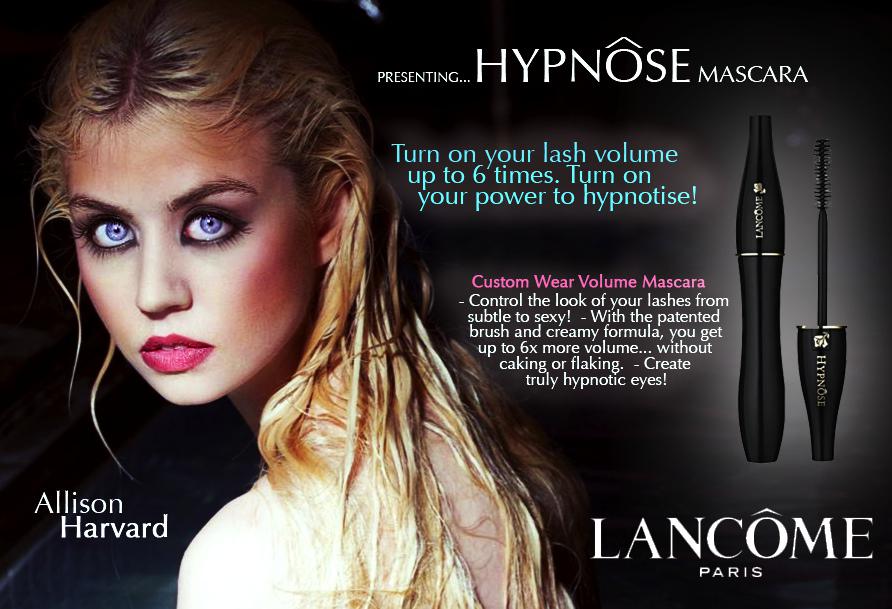 PRESENTING... HYPNÔSE MASCARA
Turn on your lash volume
up to 6 times. Turn on
your power to hypnotise!
Custom Wear Volume Mascara
- Control the look of your lashes from
subtle to sexy!  - With the patented
brush and creamy formula, you get
up to 6x more volume... without
caking or flaking.  - Create
truly hypnotic eyes!
LANCÔME
HYPNÔSE
Allison
Harvard
LANCÔME
PARIS